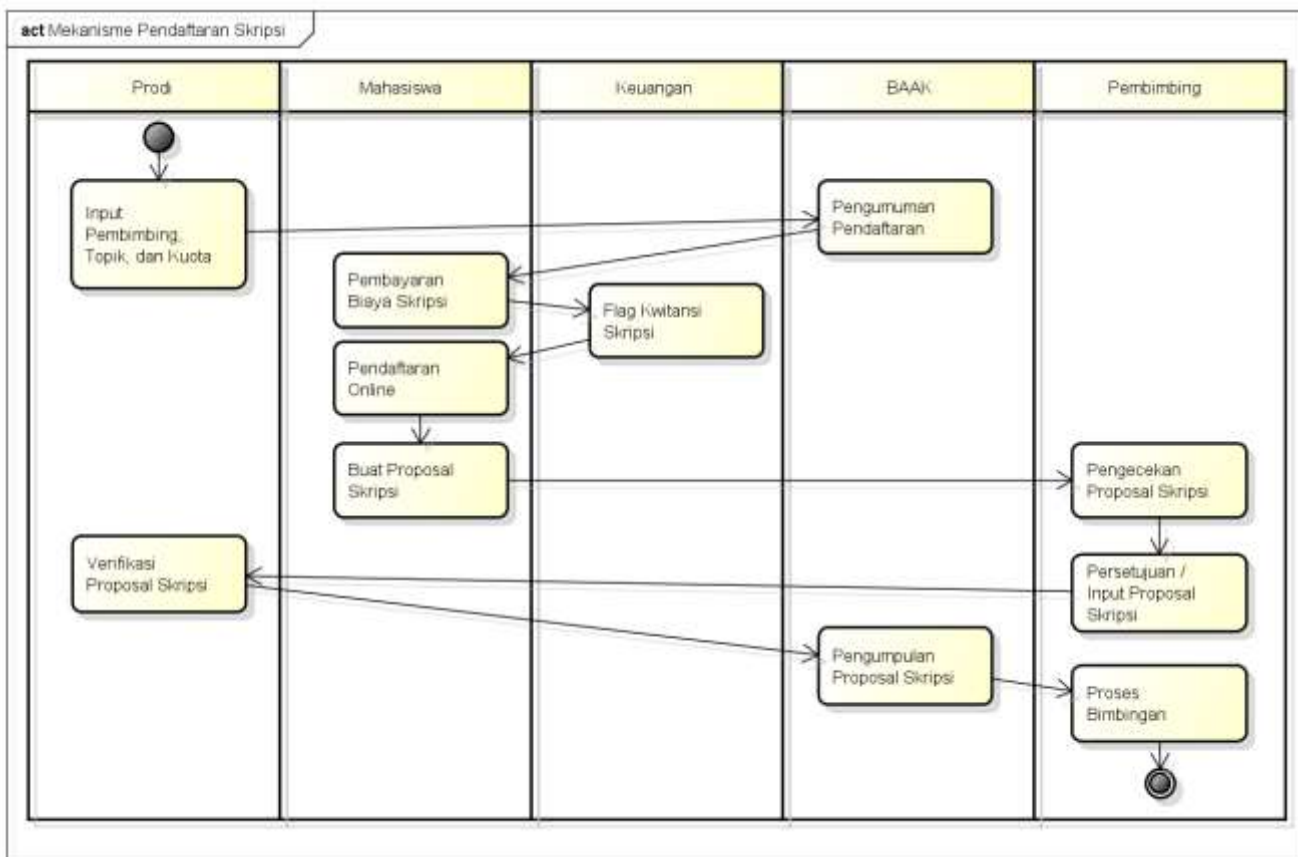 act Mekanisme Pendaftaran Skripsi
Prodi
Mahasiswa
Keuangan
BAAK
Pembimbing
Input
Pembimbing,
Topik, dan Kuota
Pengumuman
Pendaftaran
Pembayaran
Biaya Skripsi
Flag Kwitansi
Skripsi
Pendaftaran
Online
Buat Proposal
Skripsi
Pengecekan
Proposal Skripsi
Verifikasi
Proposal Skripsi
Persetujuan /
Input Proposal
Skripsi
Pengumpulan
Proposal Skripsi
Proses
Bimbingan